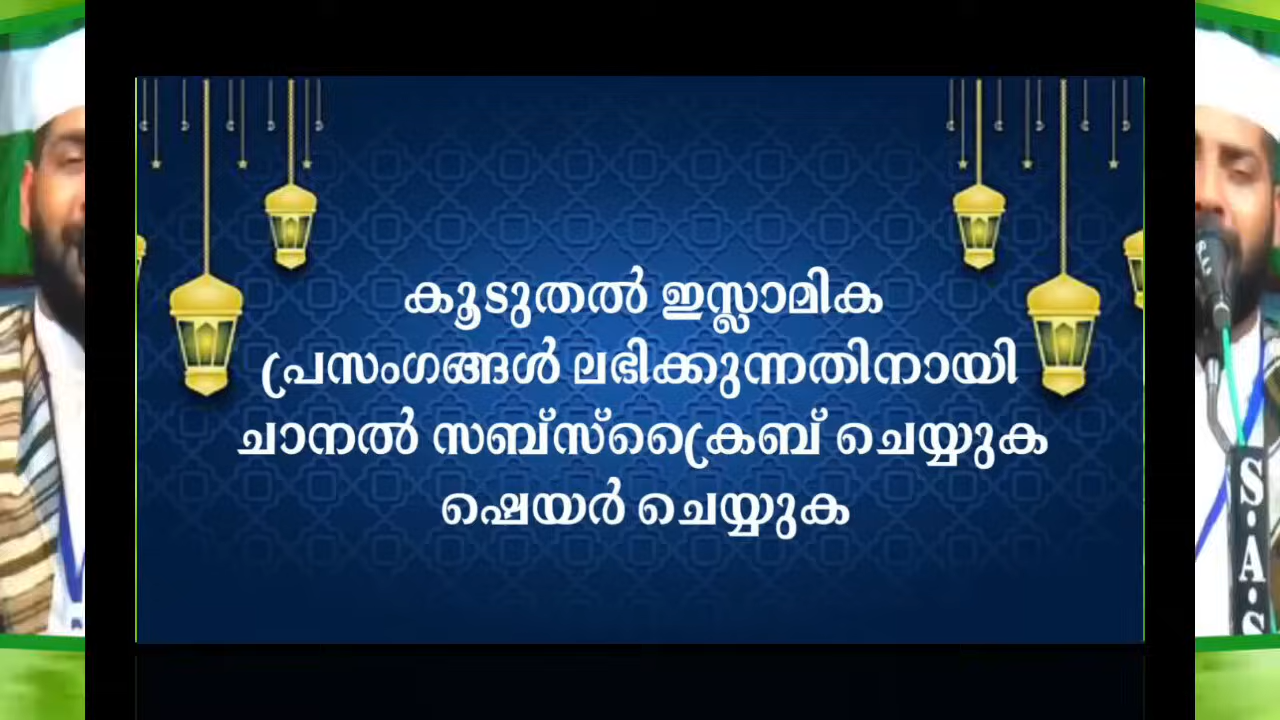 കൂടുതൽ ഇസ്ലാമിക
പ്രസംഗങ്ങൾ ലഭിക്കുന്നതിനായി
ചാനൽ സബ്സ്ക്രൈബ് ചെയ്യുക
ഷെയർ ചെയ്യുക
S.A.S